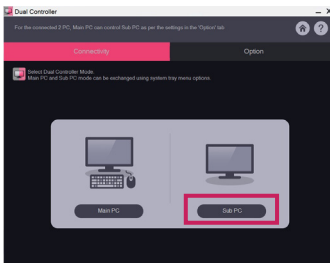 Dual Controller
For the connected 2 PC, Main PC can control Sub PC as per the settings in the 'Option' tab.
Connectivity
Option
Select Dual Controller Mode.
Main PC and Sub PC mode can be exchanged using system tray menu options.
Main PC
Sub PC